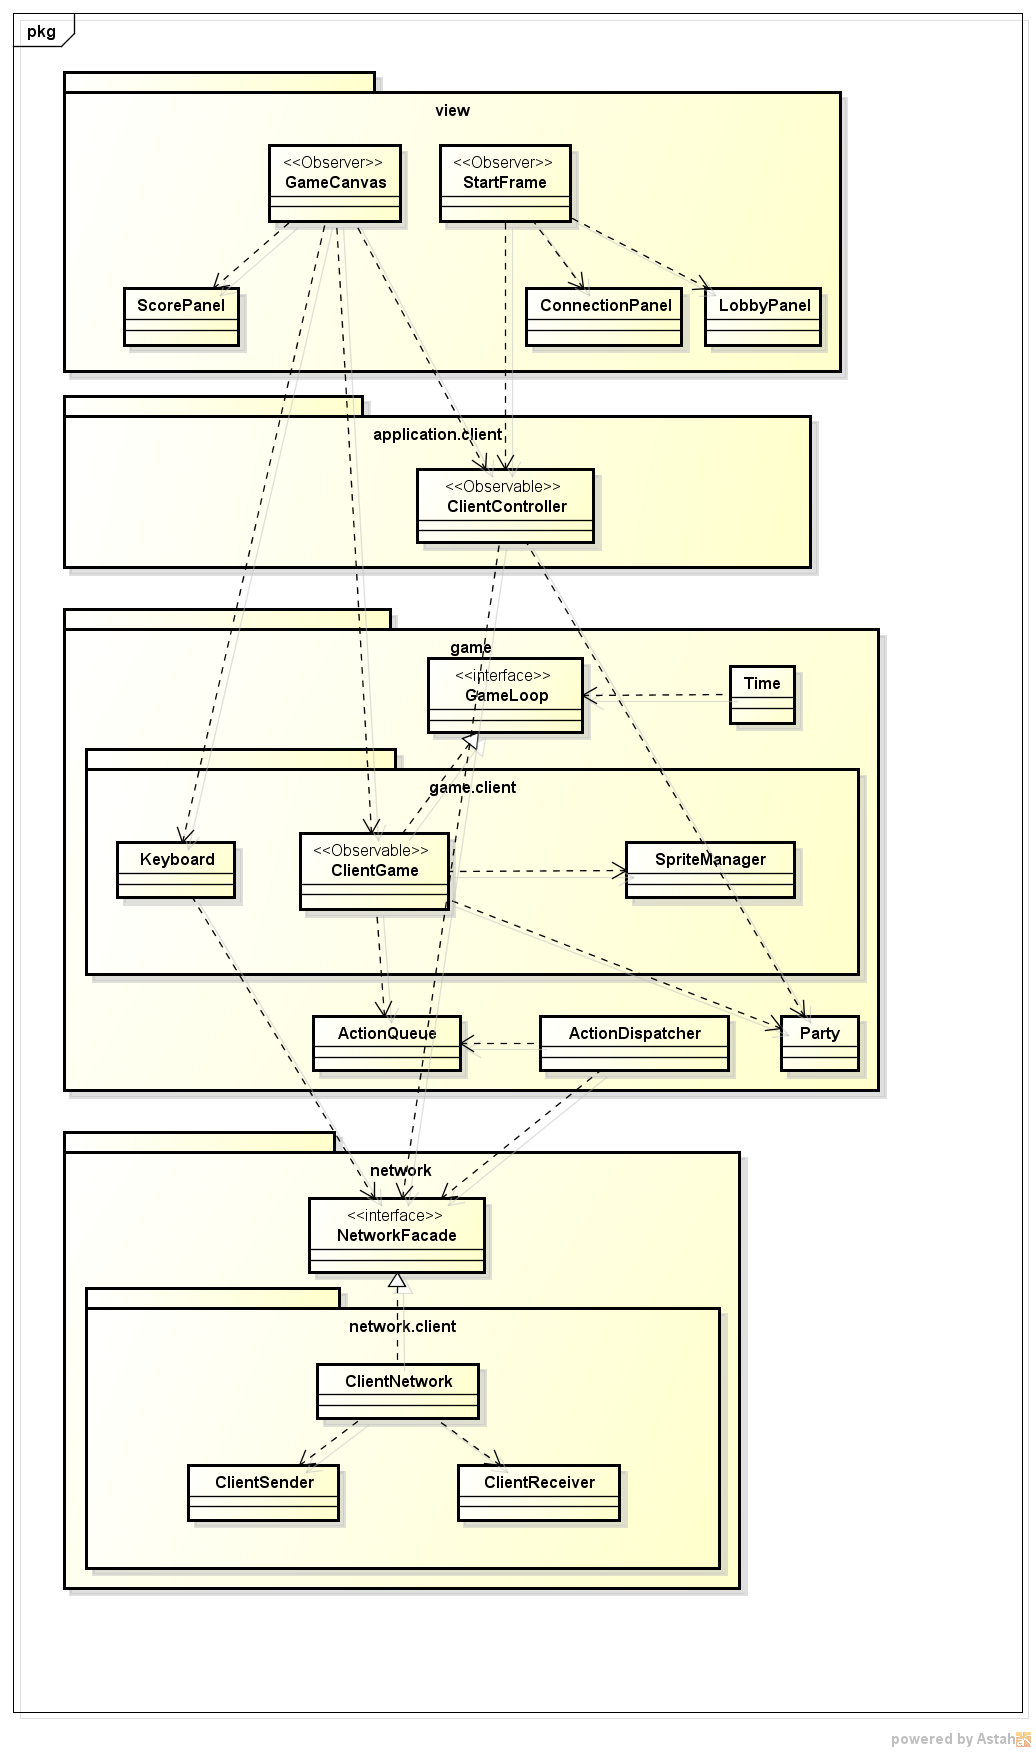 pkg
view
<<Observer>>
GameCanvas
<<Observer>>
StartFrame
ScorePanel
ConnectionPanel
LobbyPanel
application.client
<<Observable>>
ClientController
game
<<interface>>
GameLoop
Time
game.client
Keyboard
<<Observable>>
ClientGame
SpriteManager
ActionQueue
ActionDispatcher
Party
network
<<interface>>
NetworkFacade
network.client
ClientNetwork
ClientSender
ClientReceiver
powered by Astah